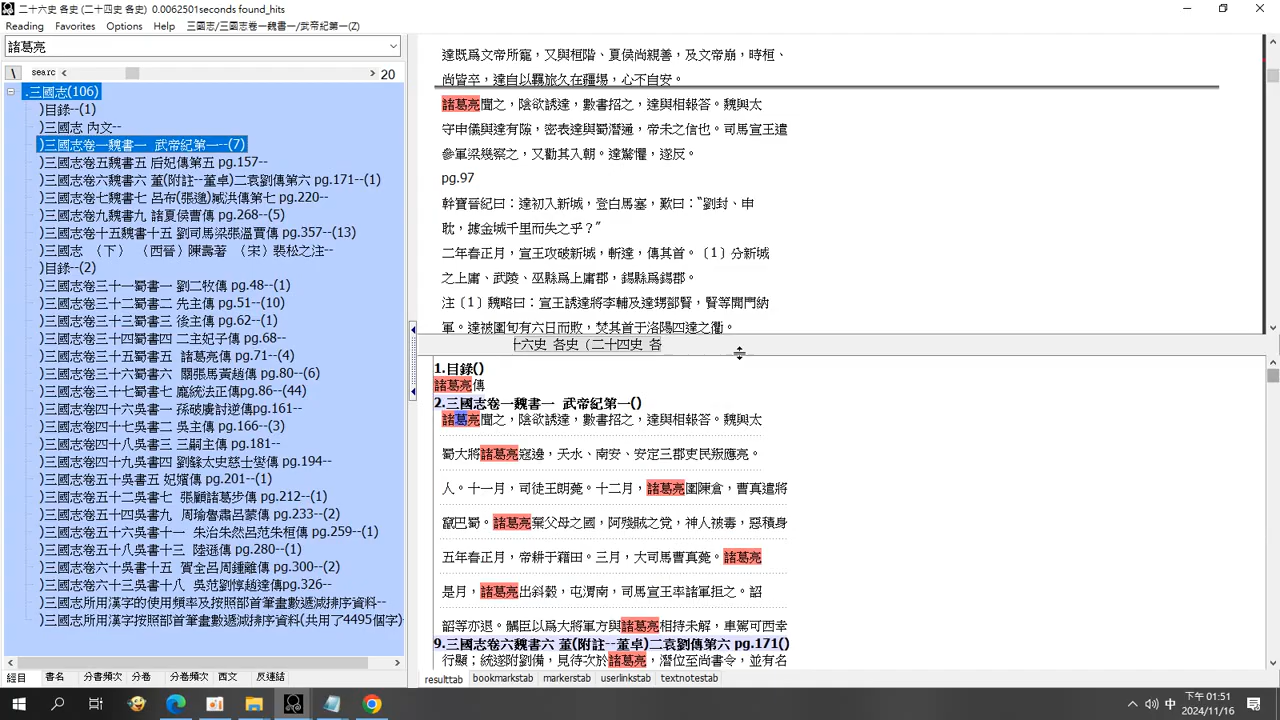 二十六史 各史 (二十四史 各史)  0.0062501seconds found_hits
Reading  Favorites  Options  Help  三國志/三國志卷一魏書一/武帝紀第一(Z)
諸葛亮
\ searc < > 20
.三國志(106)
)目錄--(1)
)三國志 內文--
)三國志卷一魏書一  武帝紀第一--(7)
)三國志卷五魏書五 后妃傳第五 pg.157--
)三國志卷六魏書六 董(附註--董卓)二袁劉傳第六 pg.171--(1)
)三國志卷七魏書七 呂布(張邈)臧洪傳第七 pg.220--
)三國志卷九魏書九 諸夏侯曹傳 pg.268--(5)
)三國志卷十五魏書十五 劉司馬梁張溫賈傳 pg.357--(13)
)三國志 〈下〉 〈西晉〉陳壽著 〈宋〉裴松之注--
)目錄--(2)
)三國志卷三十一蜀書一 劉二牧傳 pg.48--(1)
)三國志卷三十二蜀書二 先主傳 pg.51--(10)
)三國志卷三十三蜀書三 後主傳 pg.62--(1)
)三國志卷三十四蜀書四 二主妃子傳 pg.68--
)三國志卷三十五蜀書五  諸葛亮傳 pg.71--(4)
)三國志卷三十六蜀書六  關張馬黃趙傳 pg.80--(6)
)三國志卷三十七蜀書七 龐統法正傳pg.86--(44)
)三國志卷四十六吳書一 孫破虜討逆傳pg.161--
)三國志卷四十七吳書二 吳主傳 pg.166--(3)
)三國志卷四十八吳書三 三嗣主傳 pg.181--
)三國志卷四十九吳書四 劉繇太史慈士燮傳 pg.194--
)三國志卷五十吳書五 妃嬪傳 pg.201--(1)
)三國志卷五十二吳書七  張顧諸葛步傳 pg.212--(1)
)三國志卷五十四吳書九  周瑜魯肅呂蒙傳 pg.233--(2)
)三國志卷五十六吳書十一  朱治朱然呂范朱桓傳 pg.259--(1)
)三國志卷五十八吳書十三  陸遜傳 pg.280--(1)
)三國志卷六十吳書十五  賀全呂周鍾離傳 pg.300--(2)
)三國志卷六十三吳書十八  吳范劉惇趙達傳pg.326--
)三國志所用漢字的使用頻率及按照部首筆畫數遞減排序資料--
)三國志所用漢字按照部首筆畫數遞減排序資料(共用了4495個字)
經目  書名  分書頻次  分卷  分卷頻次  西文  反連結
達既爲文帝所寵，又與桓階、夏侯尚親善，及文帝崩，時桓、
尚皆卒，達自以羈旅久在疆埸，心不自安。
諸葛亮聞之，陰欲誘達，數書招之，達與相報答。魏興太
守申儀與達有隙，密表達與蜀潛通，帝未之信也。司馬宣王遣
參軍梁幾察之，又勸其入朝。達驚懼，遂反。
pg.97
幹寶晉紀曰：達初入新城，登白馬塞，歎曰：“劉封、申
耽，據金城千里而失之乎？”
二年春正月，宣王攻破新城，斬達，傳其首。〔1〕分新城
之上庸、武陵、巫縣爲上庸郡，錫縣爲錫郡。
注〔1〕魏略曰：宣王誘達將李輔及達甥鄧賢，賢等開門納
軍。達被圍旬有六日而敗，焚其首于洛陽四達之衢。
十六史 各史 (二十四史 各
1.目錄()
諸葛亮傳
2.三國志卷一魏書一  武帝紀第一()
諸葛亮聞之，陰欲誘達，數書招之，達與相報答。魏興太
蜀大將諸葛亮寇邊，天水、南安、安定三郡吏民叛應亮。
人。十一月，司徒王朗薨。十二月，諸葛亮圍陳倉，曹真遣將
竄巴蜀。諸葛亮棄父母之國，阿殘賊之党，神人被毒，惡積身
五年春正月，帝耕于藉田。三月，大司馬曹真薨。諸葛亮
是月，諸葛亮出斜穀，屯渭南，司馬宣王率諸軍拒之。詔
韶等亦退。群臣以爲大將軍方與諸葛亮相持未解，車駕可西幸
9.三國志卷六魏書六 董(附註--董卓)二袁劉傳第六 pg.171()
行顯；統遂附劉備，見待次於諸葛亮，潛位至尚書令，並有名
resulttab  bookmarkstab  markerstab  userlinkstab  textnotestab
中
下午 01:51
2024/11/16